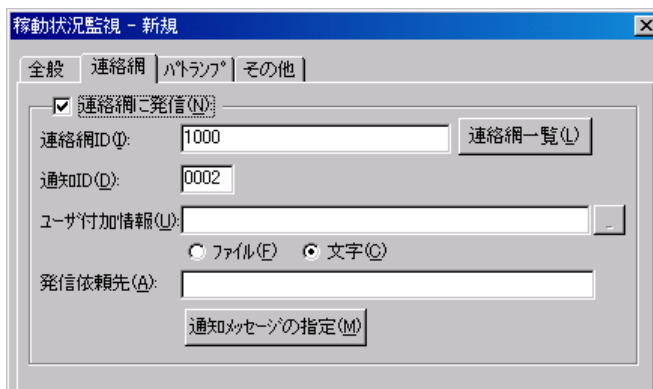 稼動状況監視 - 新規
全般 連絡網 ﾊﾟﾄﾗﾝﾌﾟ その他
連絡網に発信(N):
連絡網ID(I): 1000 連絡網一覧(L)
通知ID(D): 0002
ﾕｰｻﾞ付加情報(U): ...
ﾌｧｲﾙ(F) 文字(C)
発信依頼先(A):
通知ﾒｯｾｰｼﾞの指定(M)